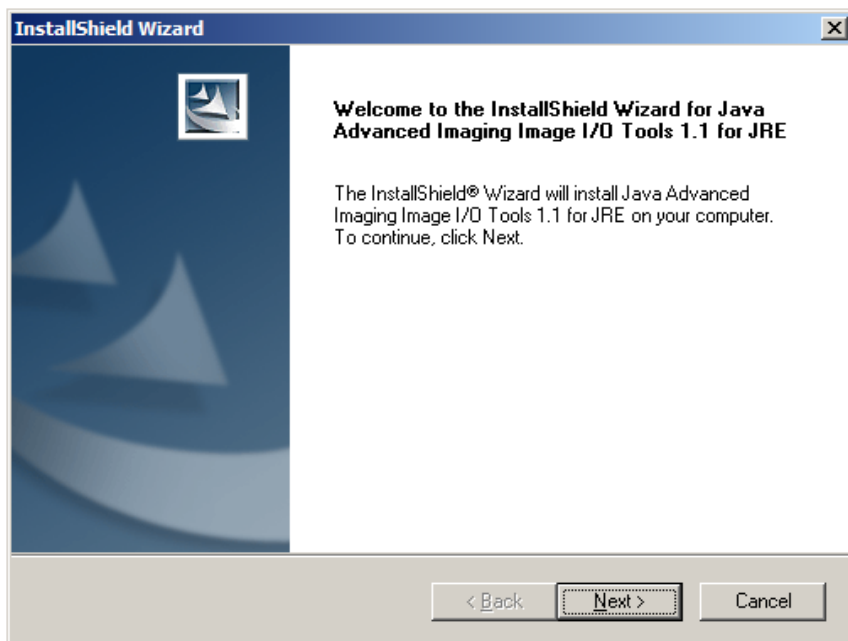 InstallShield Wizard
Welcome to the InstallShield Wizard for Java
Advanced Imaging Image I/O Tools 1.1 for JRE
The InstallShield® Wizard will install Java Advanced
Imaging Image I/O Tools 1.1 for JRE on your computer.
To continue, click Next.
< Back
Next >
Cancel